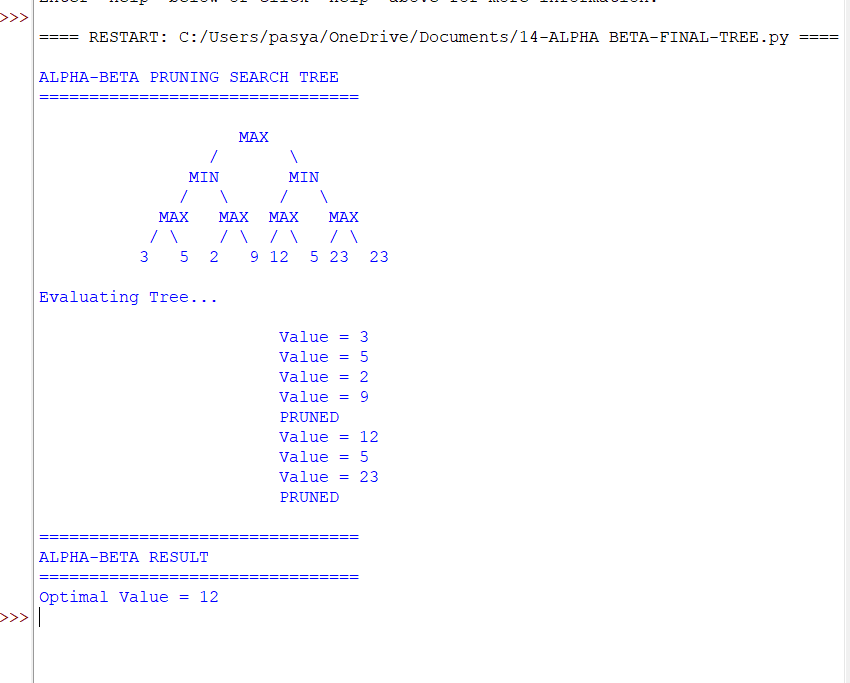 >>>
==== RESTART: C:/Users/pasya/OneDrive/Documents/14-ALPHA BETA-FINAL-TREE.py ====
ALPHA-BETA PRUNING SEARCH TREE
================================
MAX
/ \
MIN MIN
/ \ / \
MAX MAX MAX MAX
/ \ / \ / \ / \
3 5 2 9 12 5 23 23
Evaluating Tree...
Value = 3
Value = 5
Value = 2
Value = 9
PRUNED
Value = 12
Value = 5
Value = 23
PRUNED
================================
ALPHA-BETA RESULT
================================
Optimal Value = 12
>>>